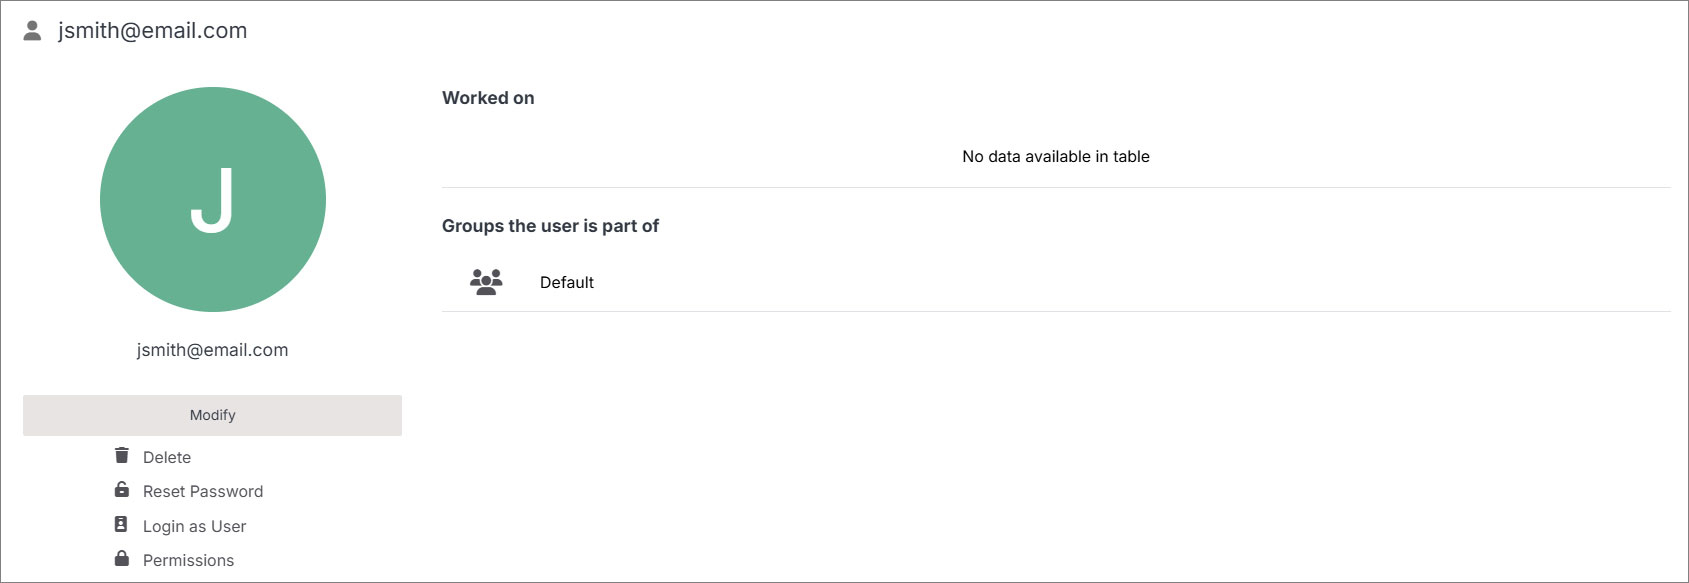 jsmith@email.com
J
jsmith@email.com
Modify
Delete
Reset Password
Login as User
Permissions
Worked on
No data available in table
Groups the user is part of
Default